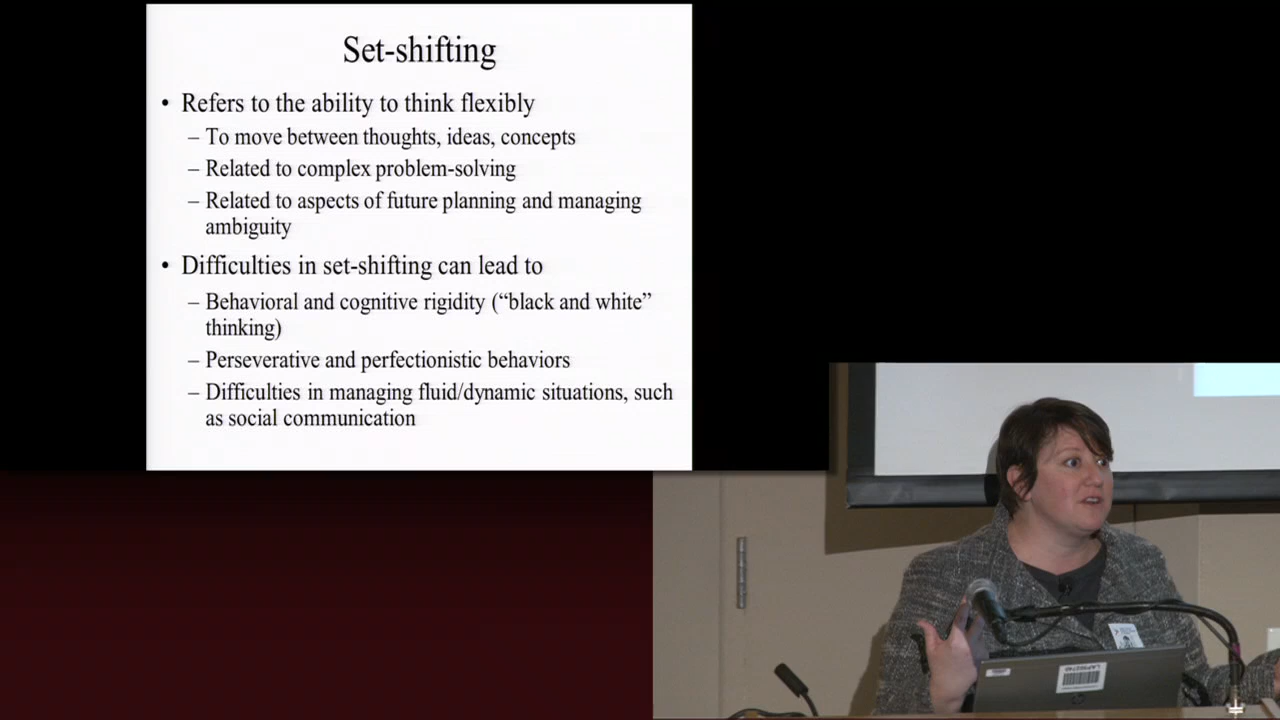 Set-shifting
• Refers to the ability to think flexibly
– To move between thoughts, ideas, concepts
– Related to complex problem-solving
– Related to aspects of future planning and managing
ambiguity
• Difficulties in set-shifting can lead to
– Behavioral and cognitive rigidity (“black and white”
thinking)
– Perseverative and perfectionistic behaviors
– Difficulties in managing fluid/dynamic situations, such
as social communication